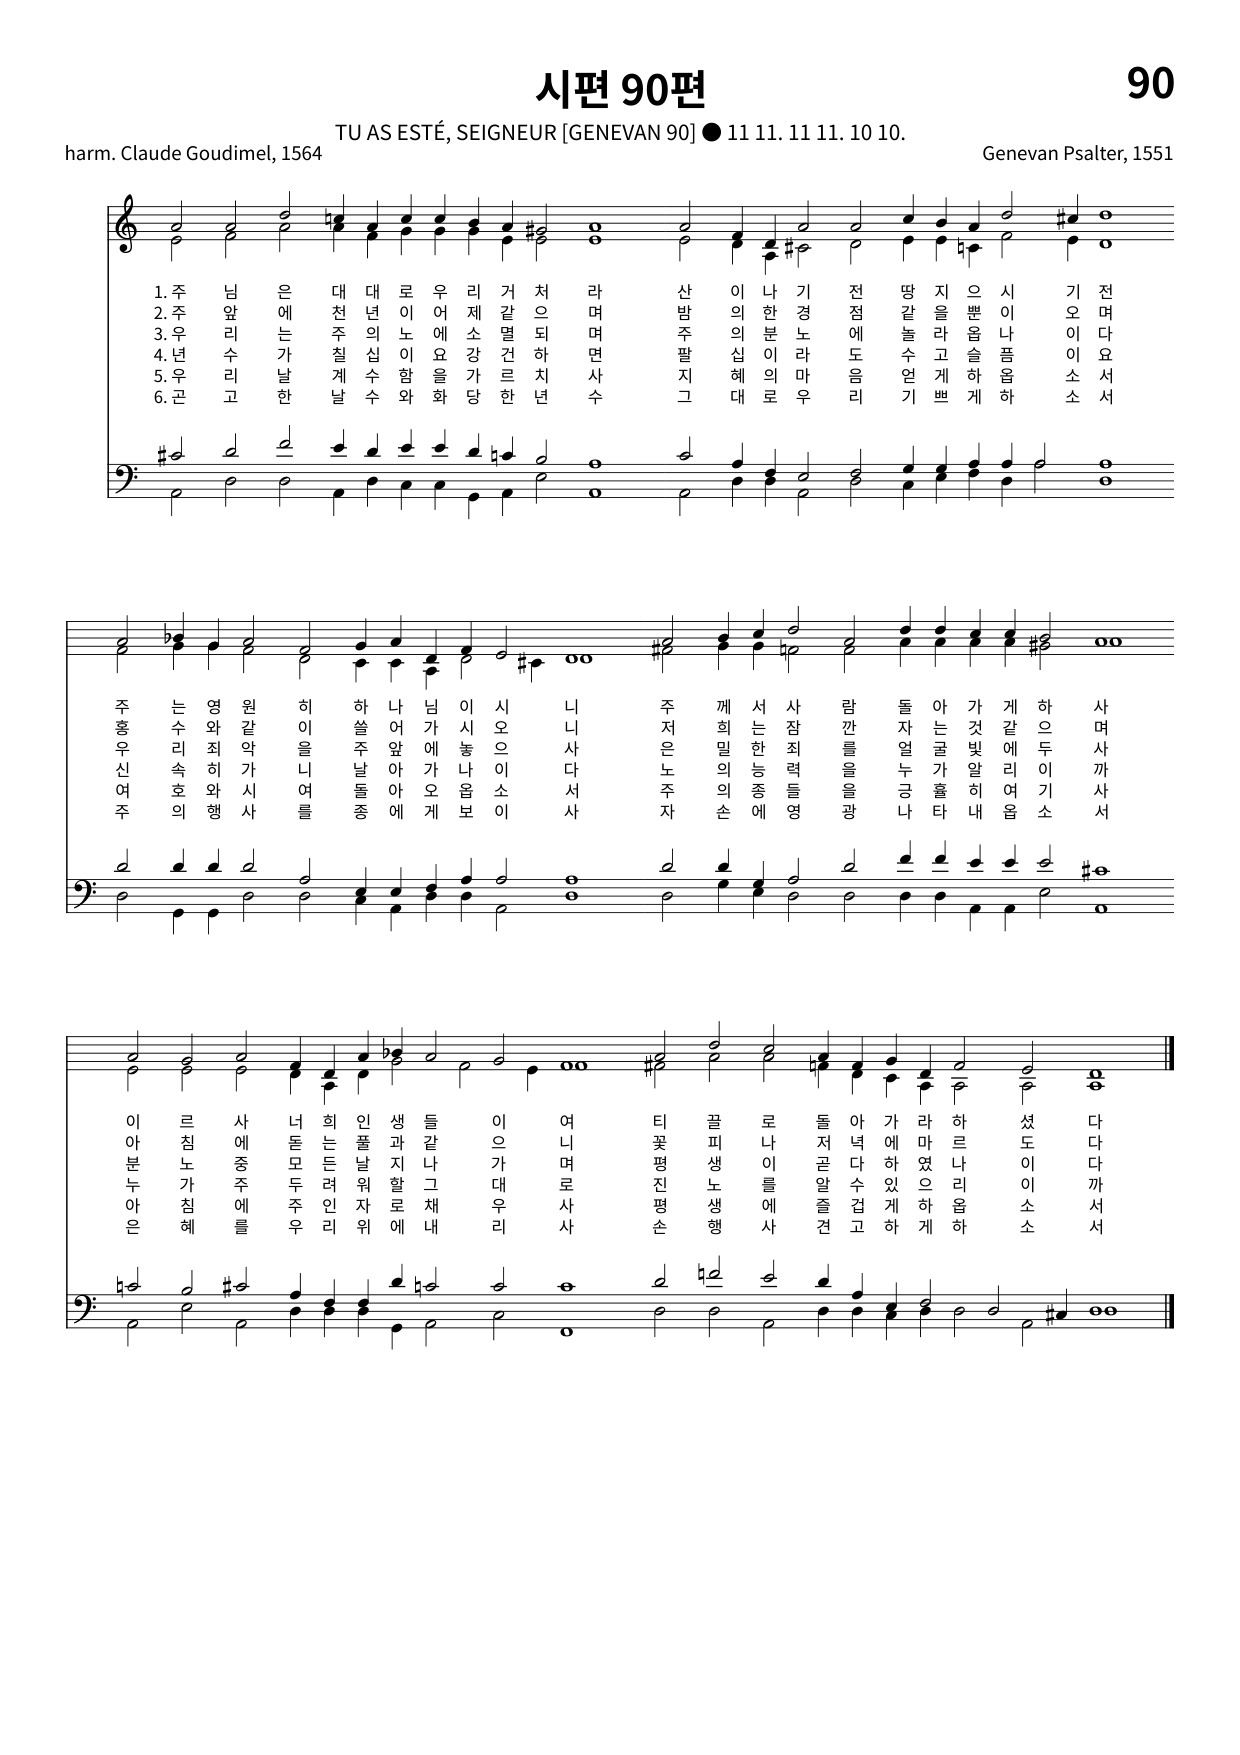 시편 90편
90
TU AS ESTÉ, SEIGNEUR [GENEVAN 90] ● 11 11. 11 11. 10 10.
harm. Claude Goudimel, 1564
Genevan Psalter, 1551
1. 주 님 은 대 대 로 우 리 거 처 라 산 이 나 기 전 땅 지 으 시 기 전
2. 주 앞 에 천 년 이 어 제 같 으 며 밤 의 한 경 점 같 을 뿐 이 오 며
3. 우 리 는 주 의 노 에 소 멸 되 며 주 의 분 노 에 놀 라 옵 나 이 다
4. 년 수 가 칠 십 이 요 강 건 하 면 팔 십 이 라 도 수 고 슬 픔 이 요
5. 우 리 날 계 수 함 을 가 르 치 사 지 혜 의 마 음 얻 게 하 옵 소 서
6. 곤 고 한 날 수 와 화 당 한 년 수 그 대 로 우 리 기 쁘 게 하 소 서
주 는 영 원 히 하 나 님 이 시 니 주 께 서 사 람 돌 아 가 게 하 사
홍 수 와 같 이 쓸 어 가 시 오 니 저 희 는 잠 깐 자 는 것 같 으 며
우 리 죄 악 을 주 앞 에 놓 으 사 은 밀 한 죄 를 얼 굴 빛 에 두 사
신 속 히 가 니 날 아 가 나 이 다 노 의 능 력 을 누 가 알 리 이 까
여 호 와 시 여 돌 아 오 옵 소 서 주 의 종 들 을 긍 휼 히 여 기 사
주 의 행 사 를 종 에 게 보 이 사 자 손 에 영 광 나 타 내 옵 소 서
이 르 사 너 희 인 생 들 이 여 티 끌 로 돌 아 가 라 하 셨 다
아 침 에 돋 는 풀 과 같 으 니 꽃 피 나 저 녁 에 마 르 도 다
분 노 중 모 든 날 지 나 가 며 평 생 이 곧 다 하 였 나 이 다
누 가 주 두 려 워 할 그 대 로 진 노 를 알 수 있 으 리 이 까
아 침 에 주 인 자 로 채 우 사 평 생 에 즐 겁 게 하 옵 소 서
은 혜 를 우 리 위 에 내 리 사 손 행 사 견 고 하 게 하 소 서